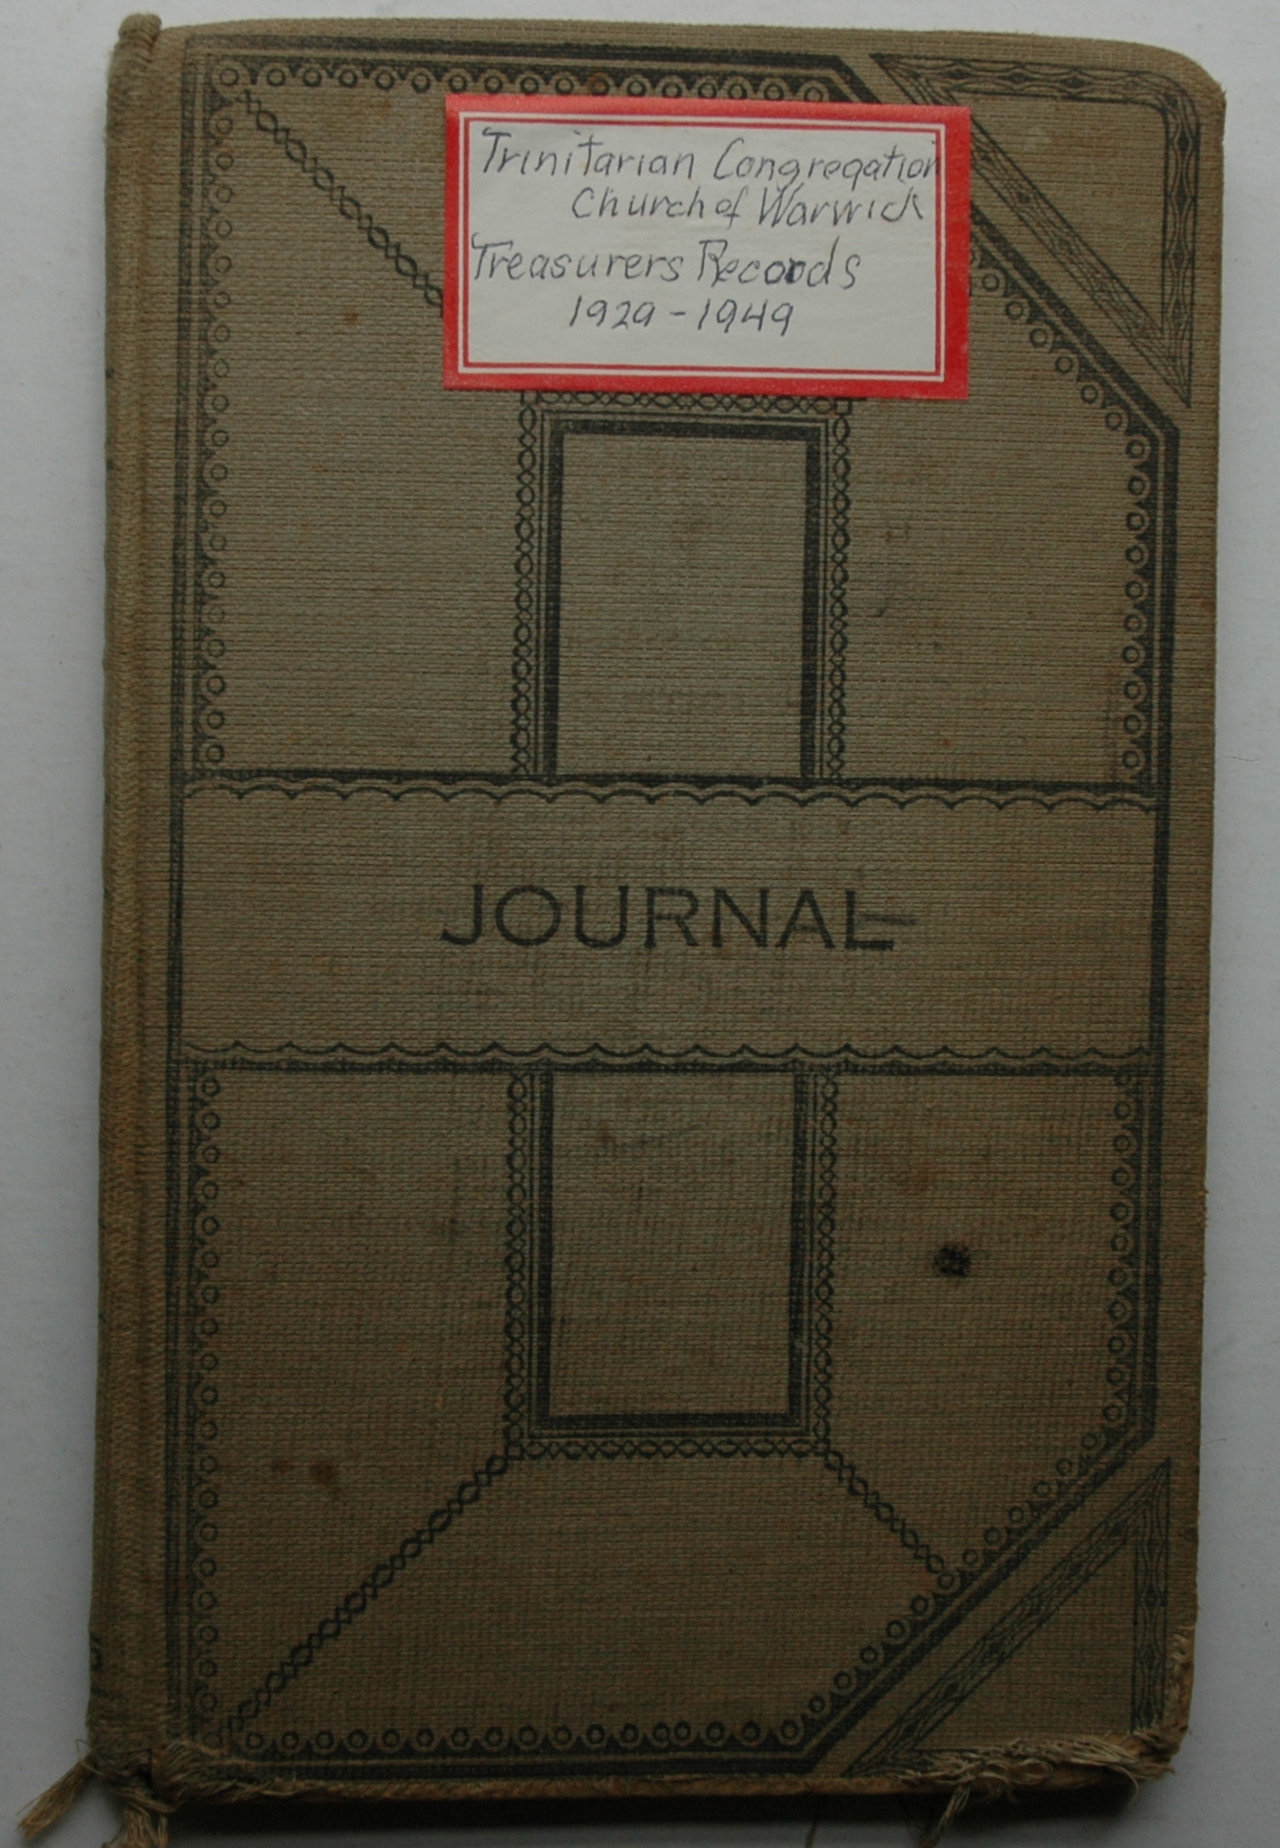 Trinitarian Congregation
Church of Warwick
Treasurers Records
1929-1949
JOURNAL